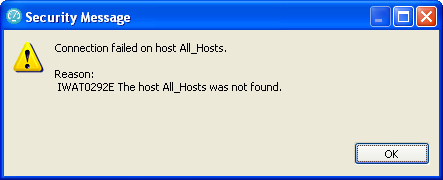 Security Message
Connection failed on host All_Hosts.
Reason:
IWAT0292E The host All_Hosts was not found.
OK